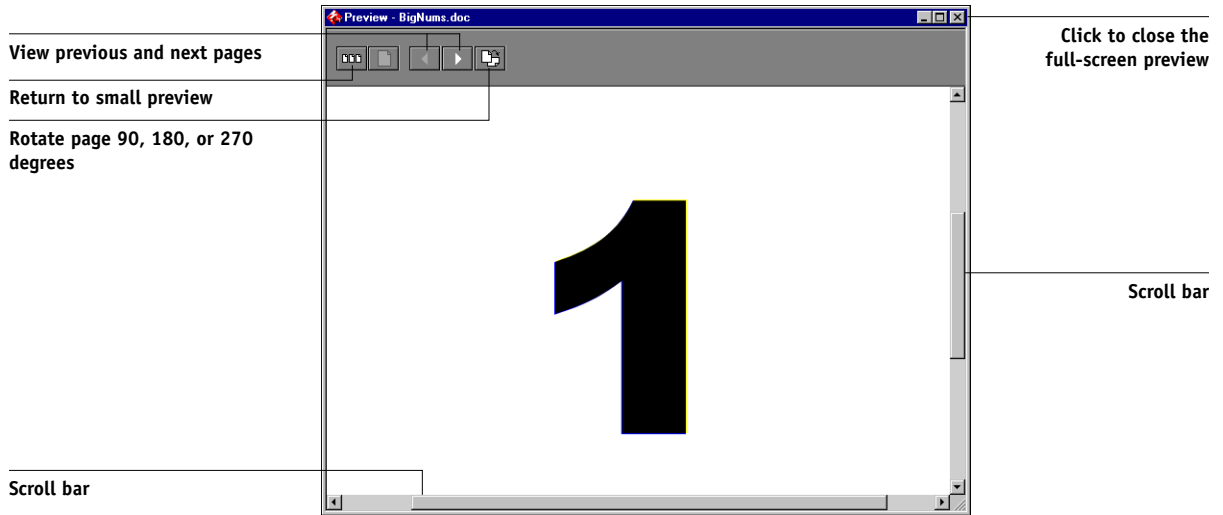 Preview - BigNums.doc
View previous and next pages
Return to small preview
Rotate page 90, 180, or 270
degrees
Scroll bar
1
Click to close the
full-screen preview
Scroll bar